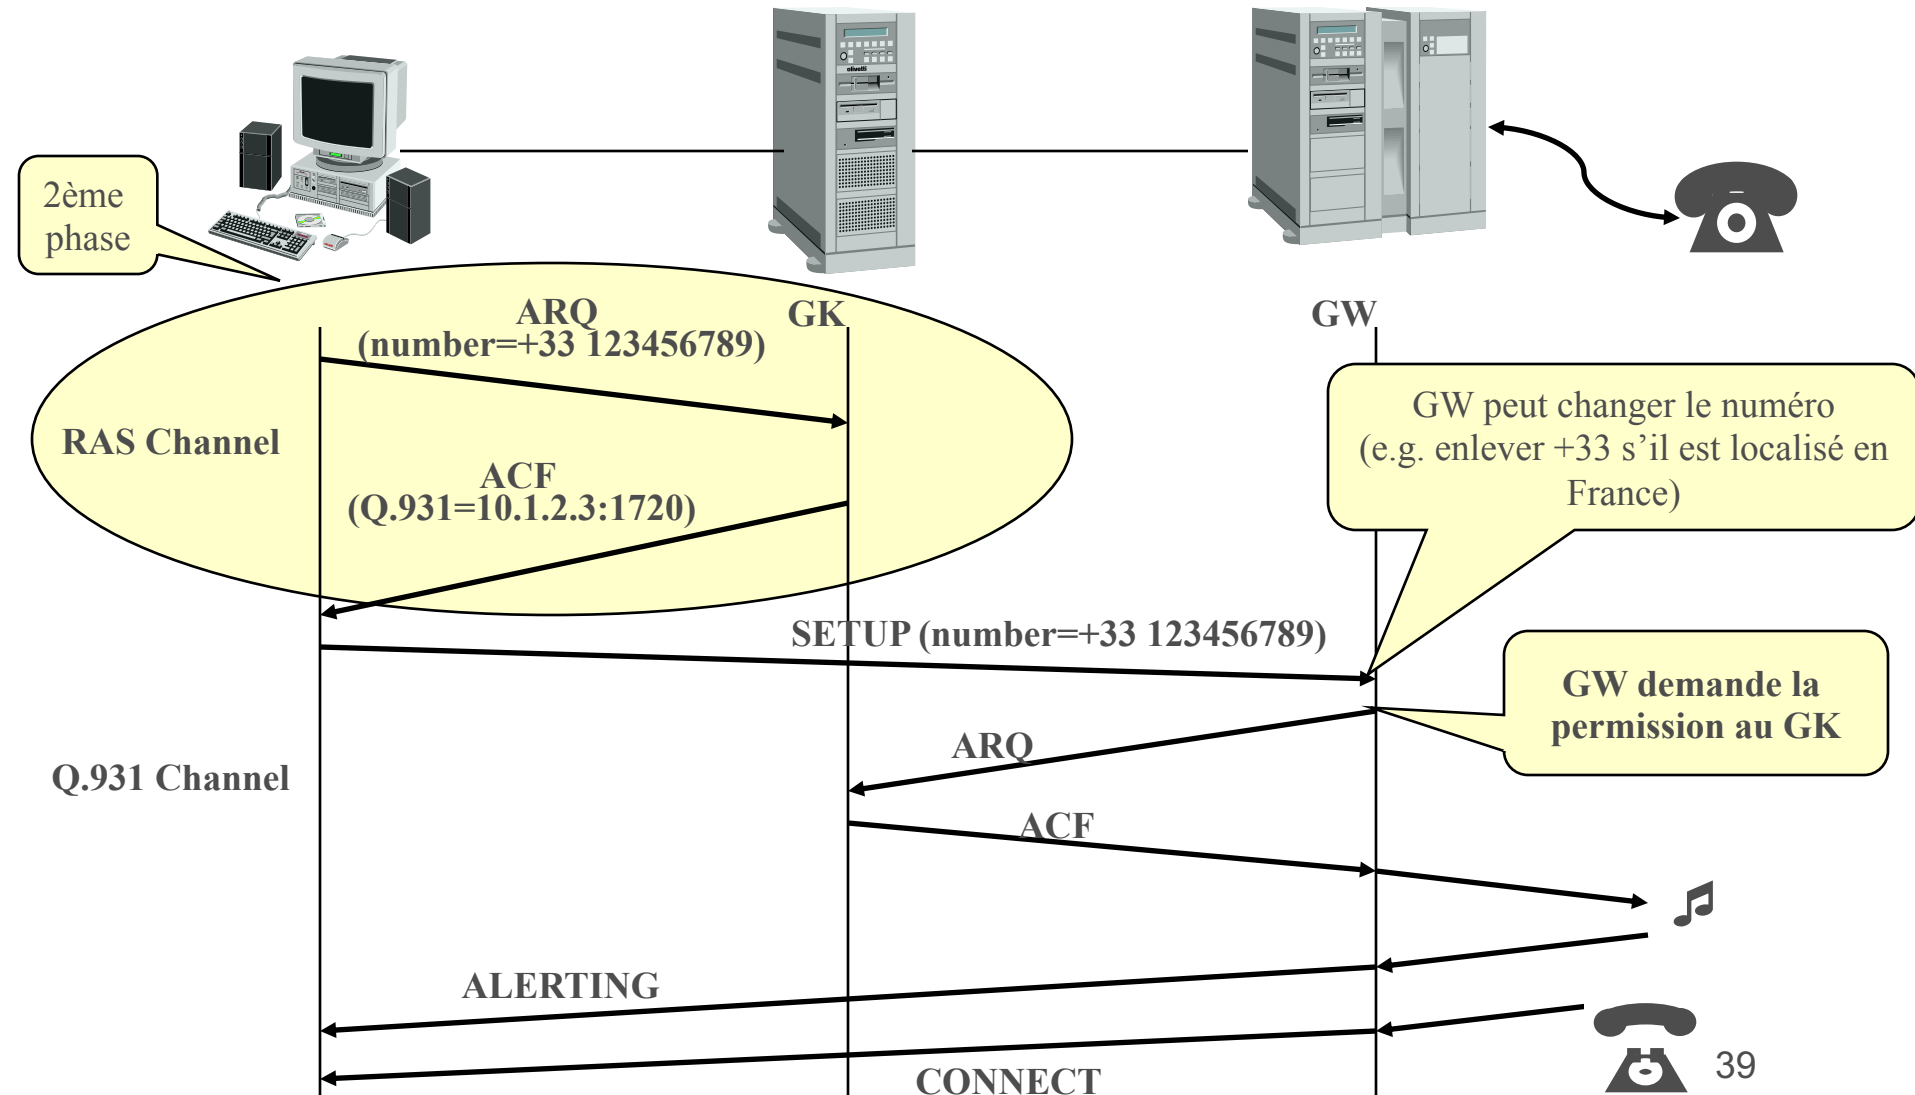 olivetti
2ème
phase
ARQ
(number=+33 123456789)
GK
GW
RAS Channel
ACF
(Q.931=10.1.2.3:1720)
GW peut changer le numéro
(e.g. enlever +33 s’il est localisé en
France)
SETUP (number=+33 123456789)
GW demande la
permission au GK
ARQ
Q.931 Channel
ACF
ALERTING
CONNECT
39